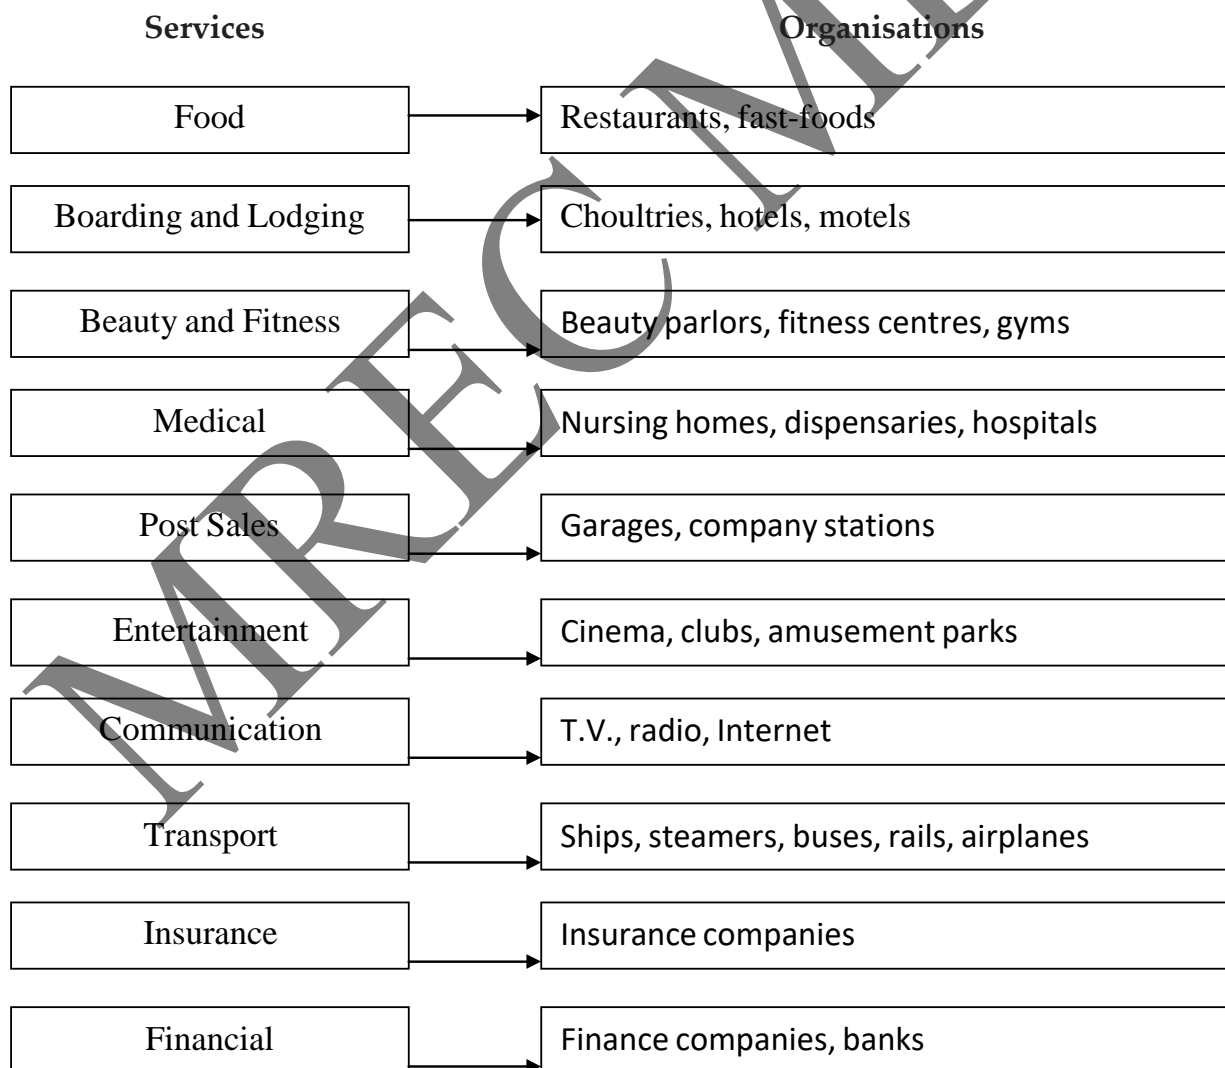 Services Organisations
Food Restaurants, fast-foods
Boarding and Lodging Choultries, hotels, motels
Beauty and Fitness Beauty parlors, fitness centres, gyms
Medical Nursing homes, dispensaries, hospitals
Post Sales Garages, company stations
Entertainment Cinema, clubs, amusement parks
Communication T.V., radio, Internet
Transport Ships, steamers, buses, rails, airplanes
Insurance Insurance companies
Financial Finance companies, banks
MREC